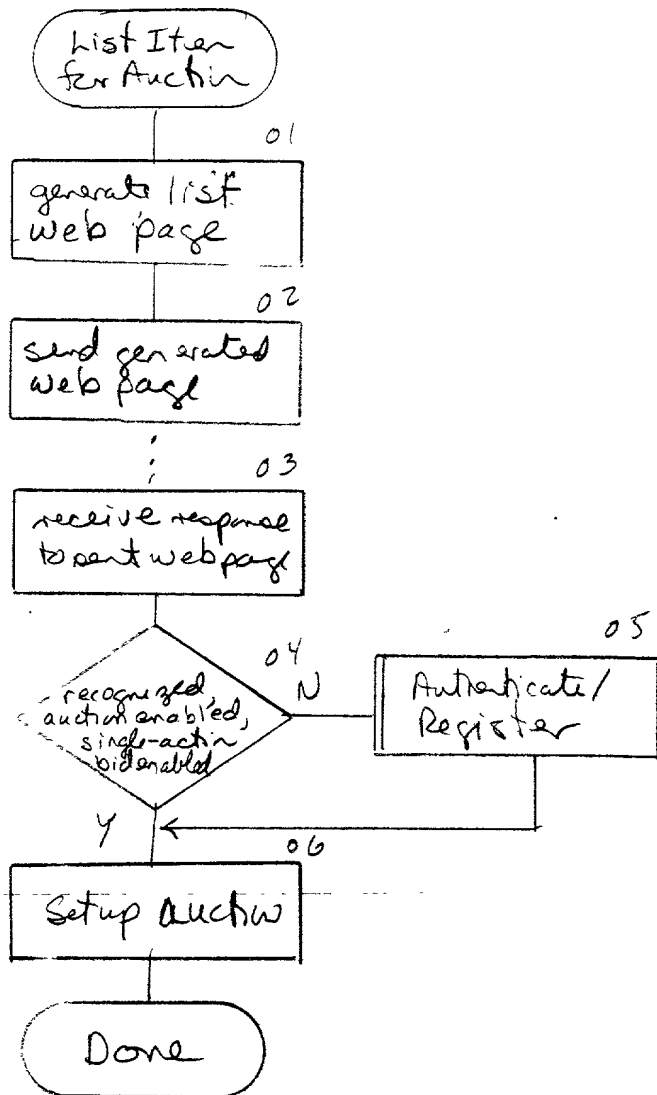 List Item
for Auction
01
generate list
web page
02
send generated
web page
03
receive response
to sent web page
04
recognized,
auction enabled,
single-action
bid enabled
N
05
Authenticate/
Register
Y
06
Setup Auction
Done